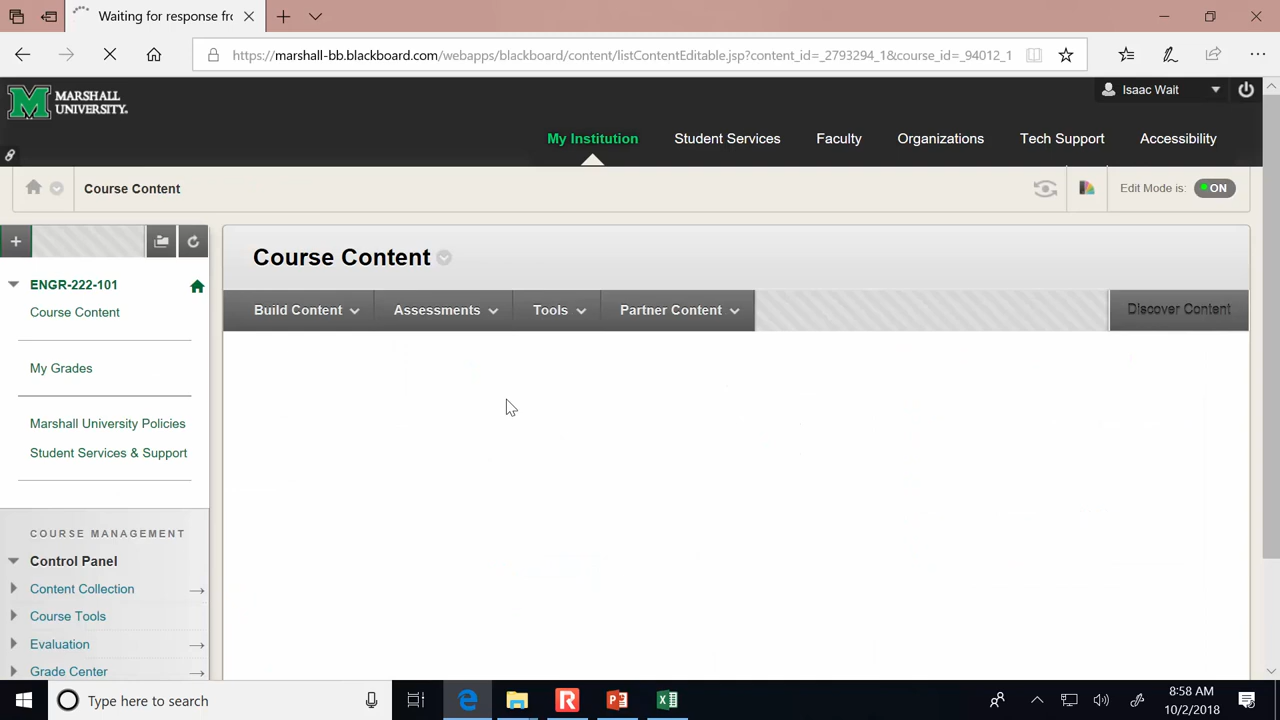 Waiting for response fro
https://marshall-bb.blackboard.com/webapps/blackboard/content/listContentEditable.jsp?content_id=_2793294_1&course_id=_94012_1
MARSHALL
UNIVERSITY.
Isaac Wait
My Institution
Student Services
Faculty
Organizations
Tech Support
Accessibility
Course Content
Edit Mode is:
ON
ENGR-222-101
Course Content
My Grades
Marshall University Policies
Student Services & Support
COURSE MANAGEMENT
Control Panel
Content Collection
Course Tools
Evaluation
Grade Center
Course Content
Build Content
Assessments
Tools
Partner Content
Discover Content
Type here to search
8:58 AM
10/2/2018